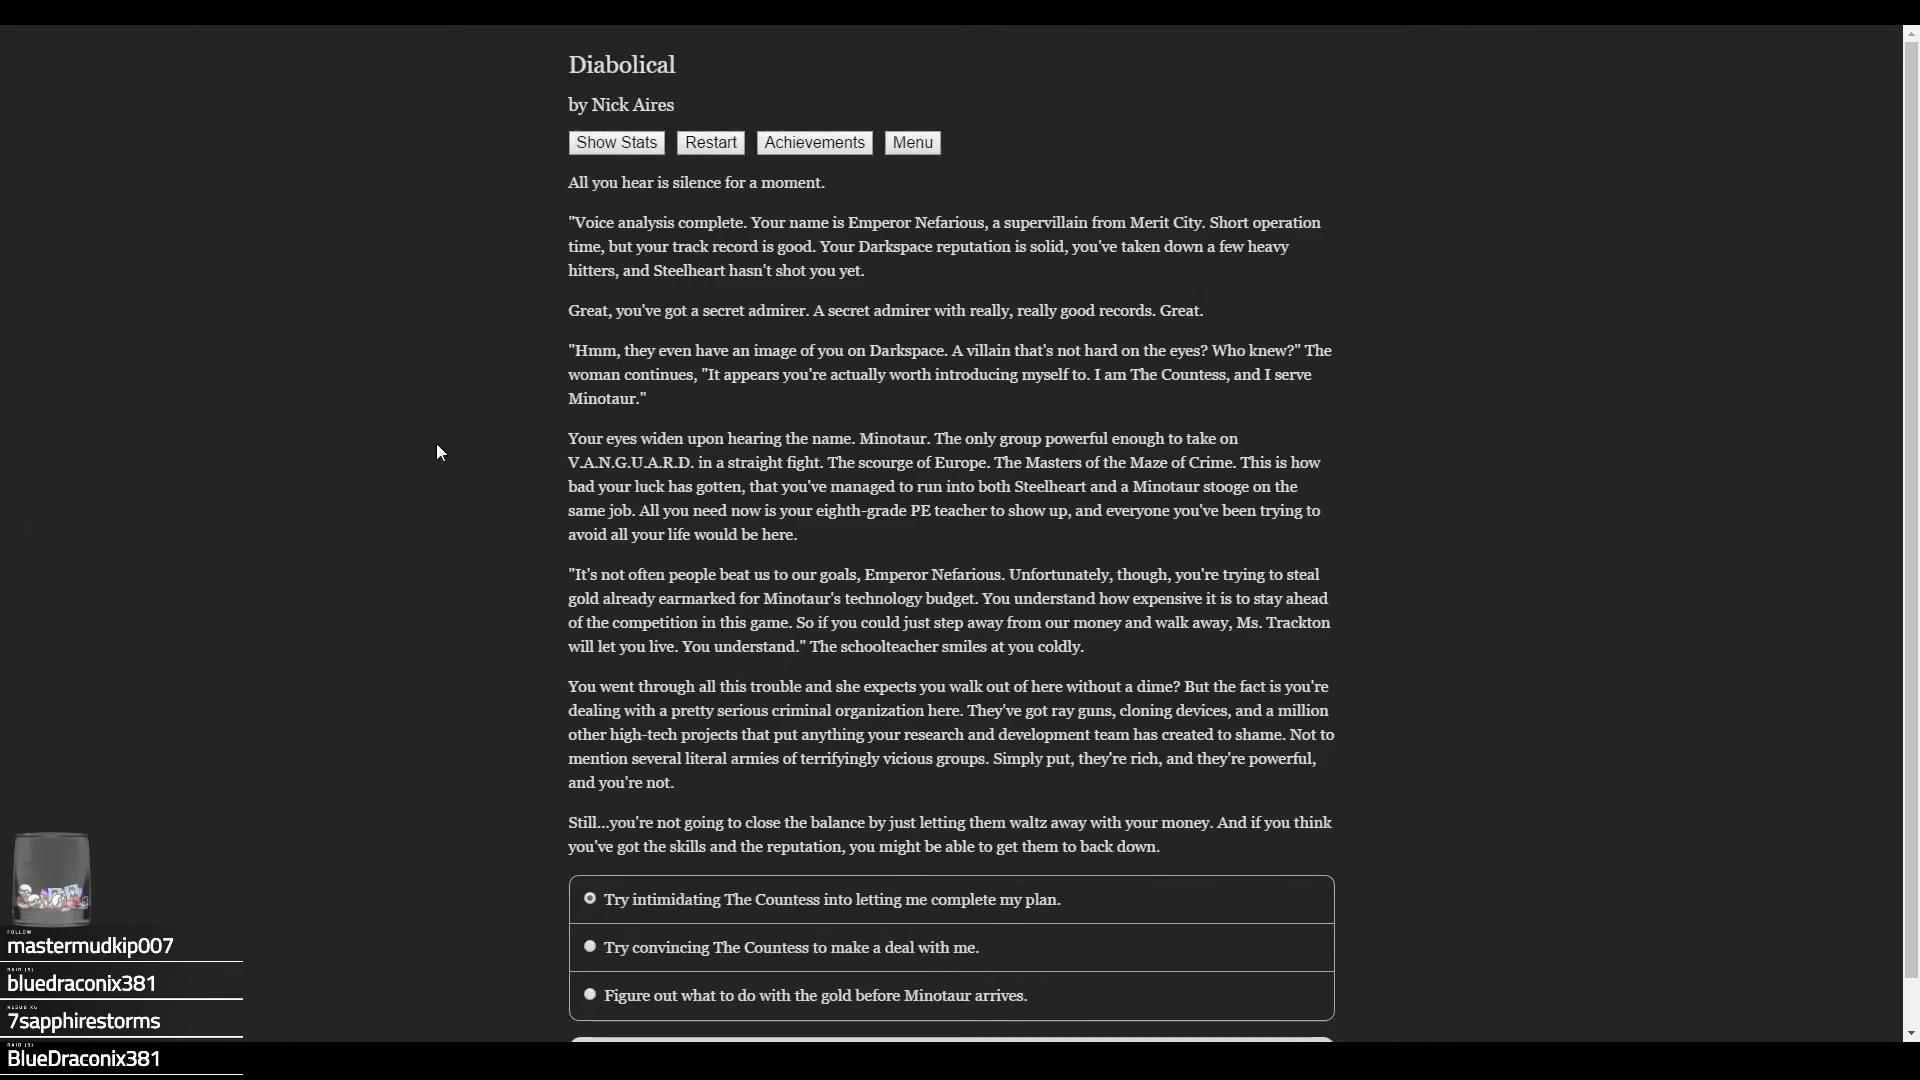 Diabolical
by Nick Aires
Show Stats Restart Achievements Menu
All you hear is silence for a moment.
"Voice analysis complete. Your name is Emperor Nefarious, a supervillain from Merit City. Short operation
time, but your track record is good. Your Darkspace reputation is solid, you've taken down a few heavy
hitters, and Steelheart hasn't shot you yet.
Great, you've got a secret admirer. A secret admirer with really, really good records. Great.
"Hmm, they even have an image of you on Darkspace. A villain that's not hard on the eyes? Who knew?" The
woman continues, "It appears you're actually worth introducing myself to. I am The Countess, and I serve
Minotaur."
Your eyes widen upon hearing the name. Minotaur. The only group powerful enough to take on
V.A.N.G.U.A.R.D. in a straight fight. The scourge of Europe. The Masters of the Maze of Crime. This is how
bad your luck has gotten, that you've managed to run into both Steelheart and a Minotaur stooge on the
same job. All you need now is your eighth-grade PE teacher to show up, and everyone you've been trying to
avoid all your life would be here.
"It's not often people beat us to our goals, Emperor Nefarious. Unfortunately, though, you're trying to steal
gold already earmarked for Minotaur's technology budget. You understand how expensive it is to stay ahead
of the competition in this game. So if you could just step away from our money and walk away, Ms. Trackton
will let you live. You understand." The schoolteacher smiles at you coldly.
You went through all this trouble and she expects you walk out of here without a dime? But the fact is you're
dealing with a pretty serious criminal organization here. They've got ray guns, cloning devices, and a million
other high-tech projects that put anything your research and development team has created to shame. Not to
mention several literal armies of terrifyingly vicious groups. Simply put, they're rich, and they're powerful,
and you're not.
Still...you're not going to close the balance by just letting them waltz away with your money. And if you think
you've got the skills and the reputation, you might be able to get them to back down.
Try intimidating The Countess into letting me complete my plan.
Try convincing The Countess to make a deal with me.
Figure out what to do with the gold before Minotaur arrives.
FOLLOW
mastermudkip007
RAID (3)
bluedraconix381
RESUB X6
7sapphirestorms
RAID (3)
BlueDraconix381